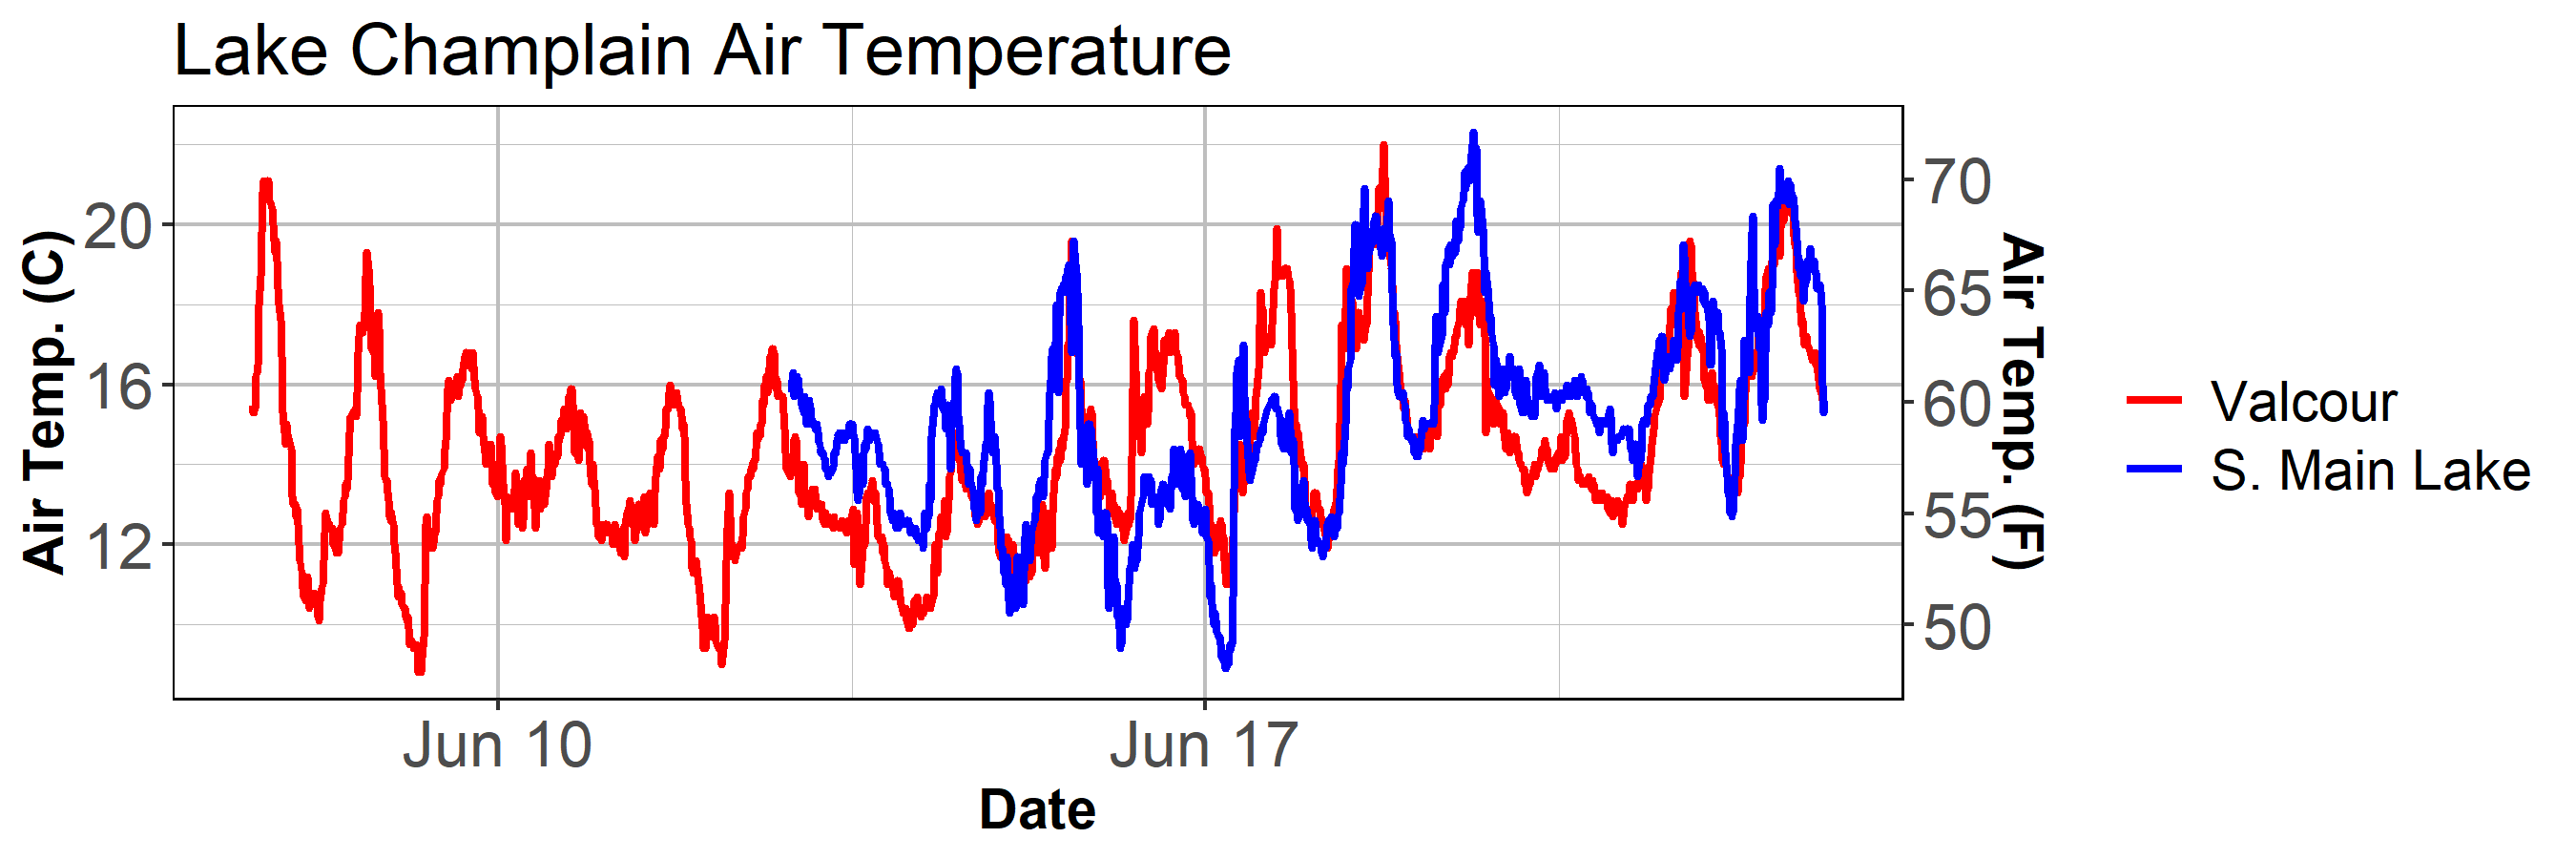 Lake Champlain Air Temperature
Air Temp. (C)
20
16
12
70
65
60
55
50
Air Temp. (F)
Jun 10
Jun 17
Date
Valcour
S. Main Lake